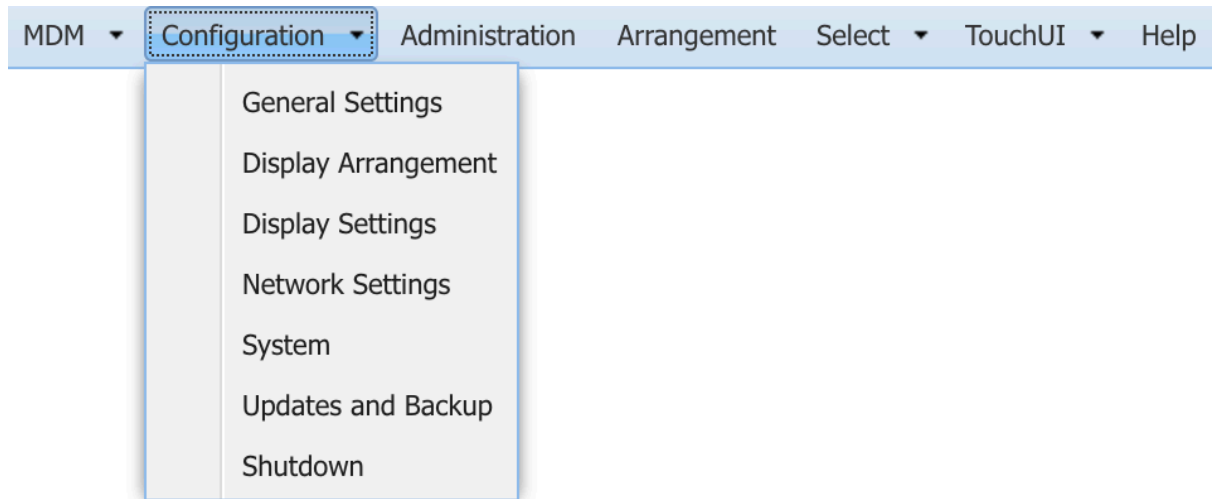 MDM Configuration Administration Arrangement Select TouchUI Help
General Settings
Display Arrangement
Display Settings
Network Settings
System
Updates and Backup
Shutdown